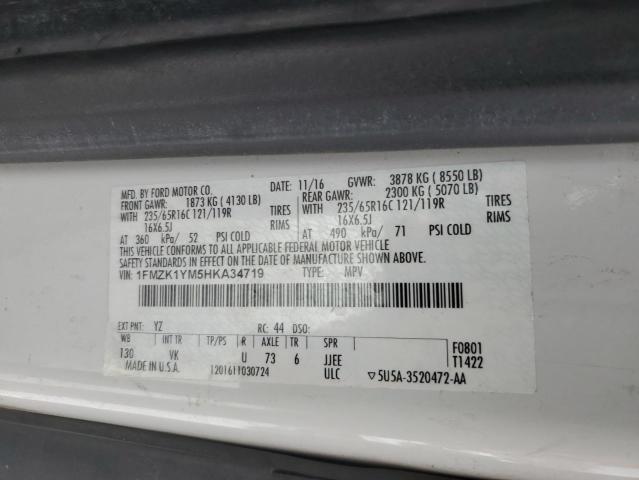 MFD. BY FORD MOTOR CO.
DATE: 11/16 GVWR: 3878 KG ( 8550 LB)
FRONT GAWR: 1873 KG ( 4130 LB)
REAR GAWR: 2300 KG ( 5070 LB)
WITH 235/65R16C 121/119R TIRES
WITH 235/65R16C 121/119R TIRES
16X6.5J RIMS
16X6.5J RIMS
AT 360 kPa/ 52 PSI COLD
AT 490 kPa/ 71 PSI COLD
THIS VEHICLE CONFORMS TO ALL APPLICABLE FEDERAL MOTOR VEHICLE
SAFETY STANDARDS IN EFFECT ON THE DATE OF MANUFACTURE SHOWN ABOVE.
VIN: 1FMZK1YM5HKA34719 TYPE: MPV
EXT PNT: YZ RC: 44 DSO:
WB INT TR TP/PS R AXLE TR SPR F0801
130 VK U 73 6 JJEE T1422
MADE IN U.S.A. 1201611030724 ULC ▽5U5A-3520472-AA